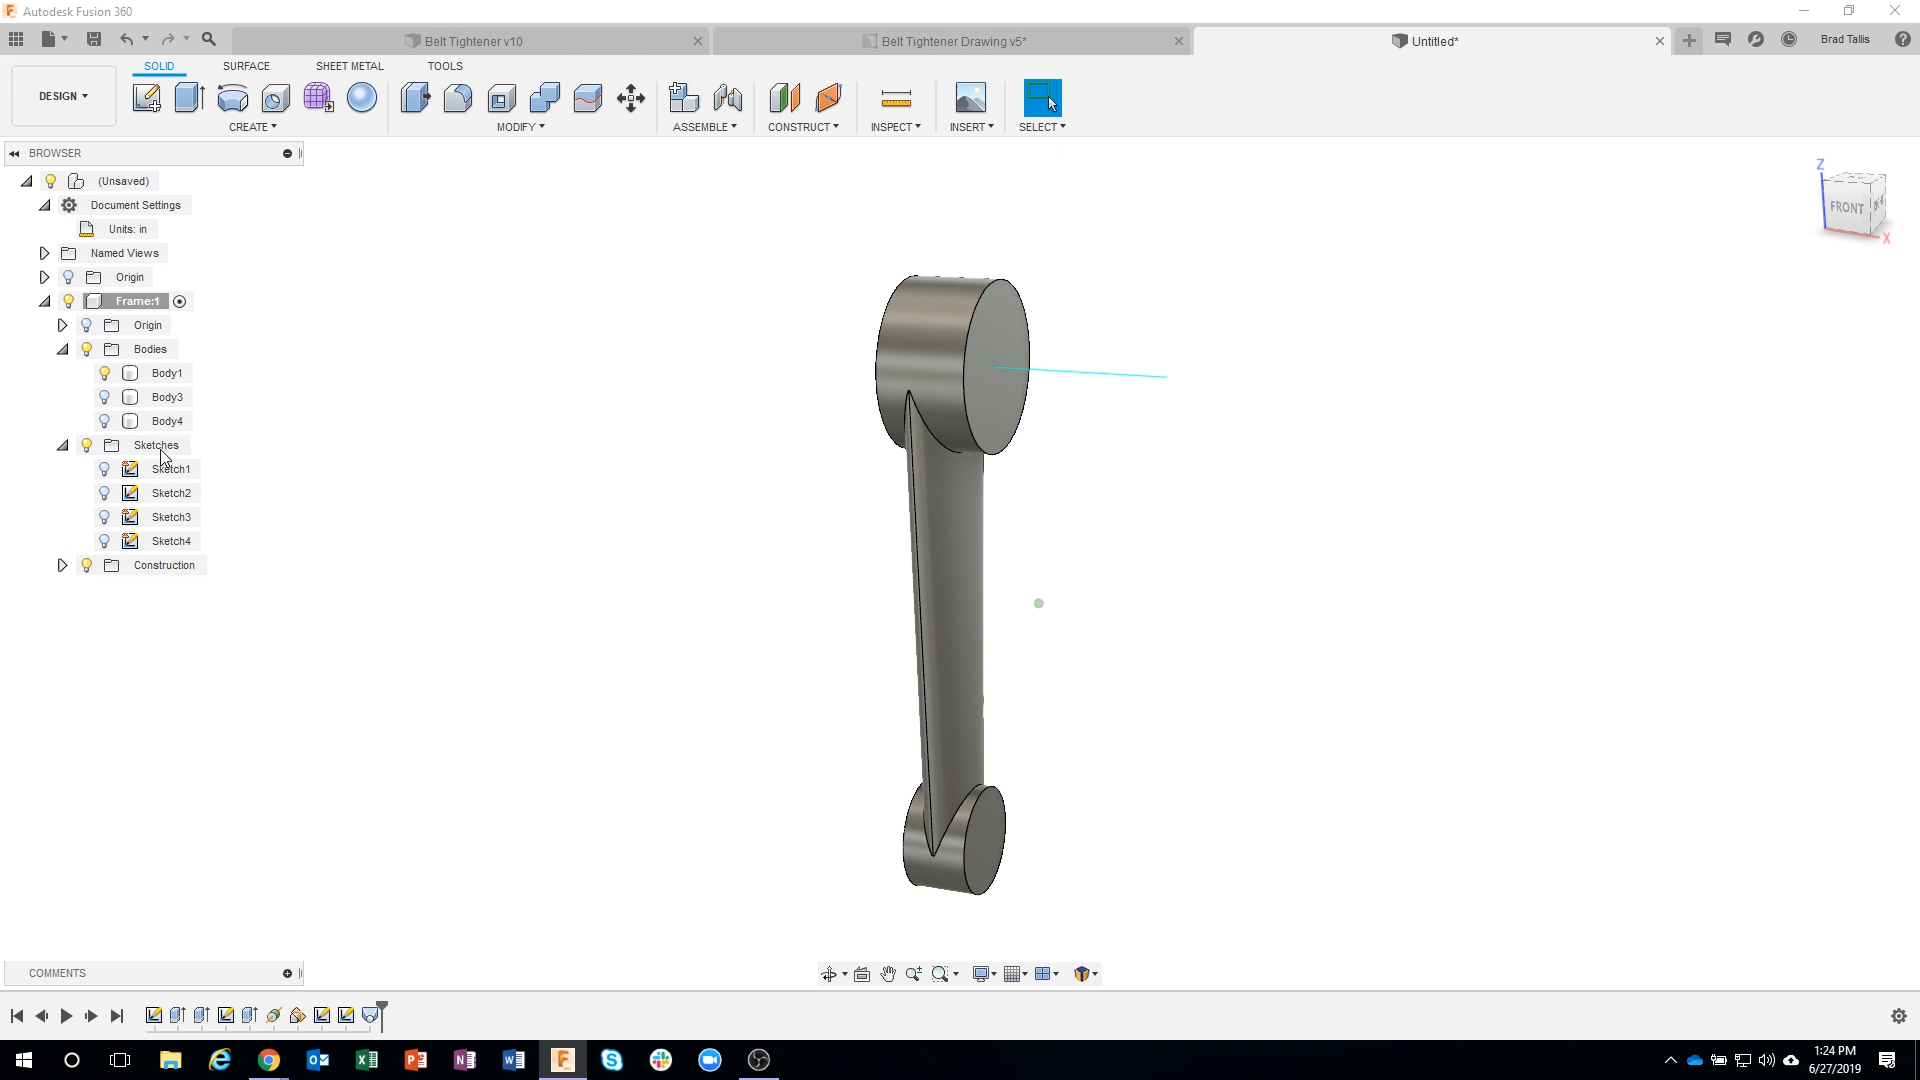 Autodesk Fusion 360
Belt Tightener v10
Belt Tightener Drawing v5*
Untitled*
Brad Tallis
DESIGN
SOLID
SURFACE
SHEET METAL
TOOLS
CREATE
MODIFY
ASSEMBLE
CONSTRUCT
INSPECT
INSERT
SELECT
BROWSER
(Unsaved)
Document Settings
Units: in
Named Views
Origin
Frame:1
Origin
Bodies
Body1
Body3
Body4
Sketches
Sketch1
Sketch2
Sketch3
Sketch4
Construction
Z
FRONT
X
COMMENTS
1:24 PM
6/27/2019